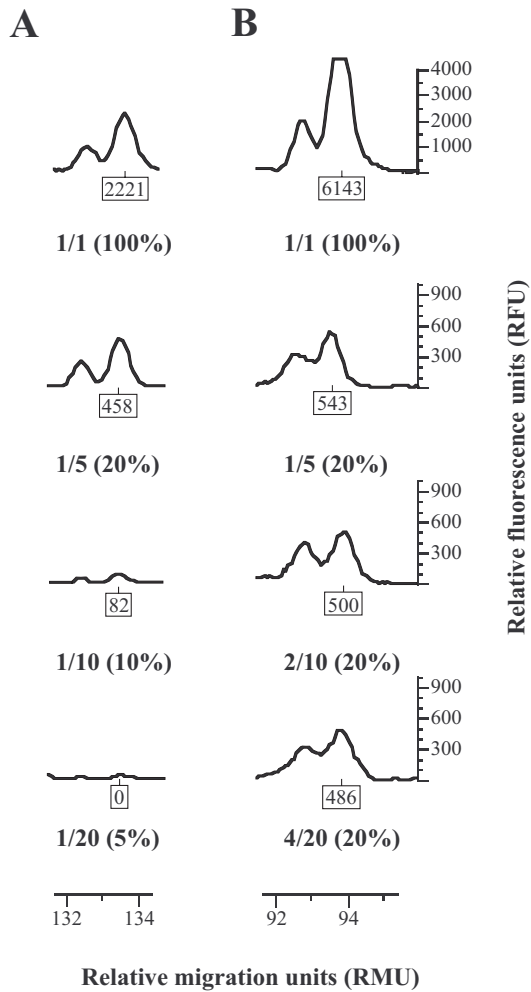 A B
4000
3000
2000
1000
2221 6143
1/1 (100%) 1/1 (100%)
900
600
300
458 543
1/5 (20%) 1/5 (20%)
900
600
300
82 500
1/10 (10%) 2/10 (20%)
900
600
300
0 486
1/20 (5%) 4/20 (20%)
132 134 92 94
Relative migration units (RMU)
Relative fluorescence units (RFU)